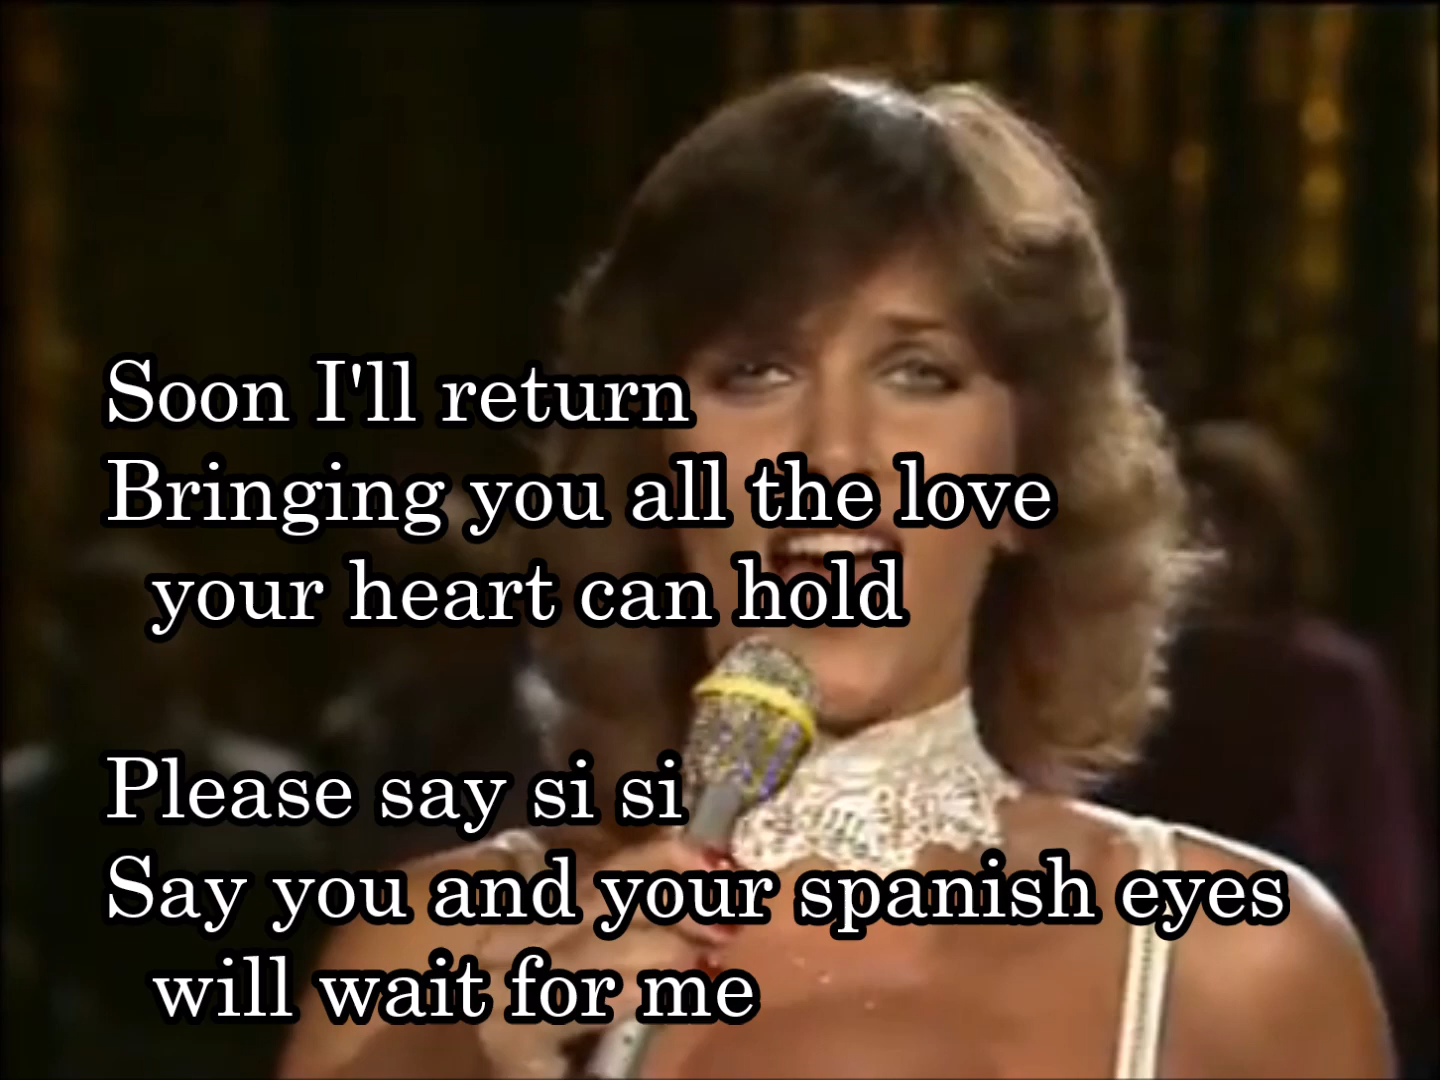 Soon I'll return
Bringing you all the love
your heart can hold
Please say si si
Say you and your spanish eyes
will wait for me